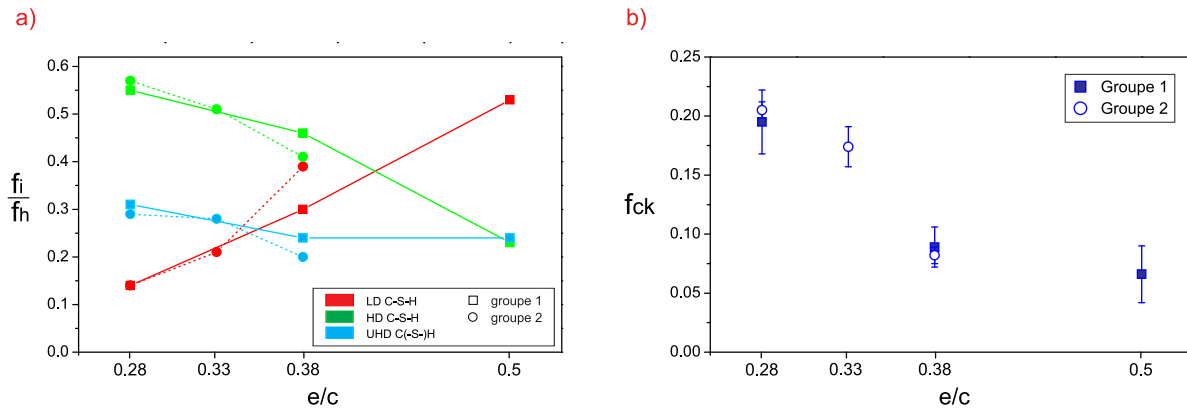 a)
0.6
0.5
0.4
0.3
0.2
0.1
0.0
fi
fh
0.28
0.33
0.38
0.5
e/c
LD C-S-H
HD C-S-H
UHD C(-S-)H
groupe 1
groupe 2
b)
0.25
0.20
0.15
0.10
0.05
0.00
fck
0.28
0.33
0.38
0.5
e/c
Groupe 1
Groupe 2